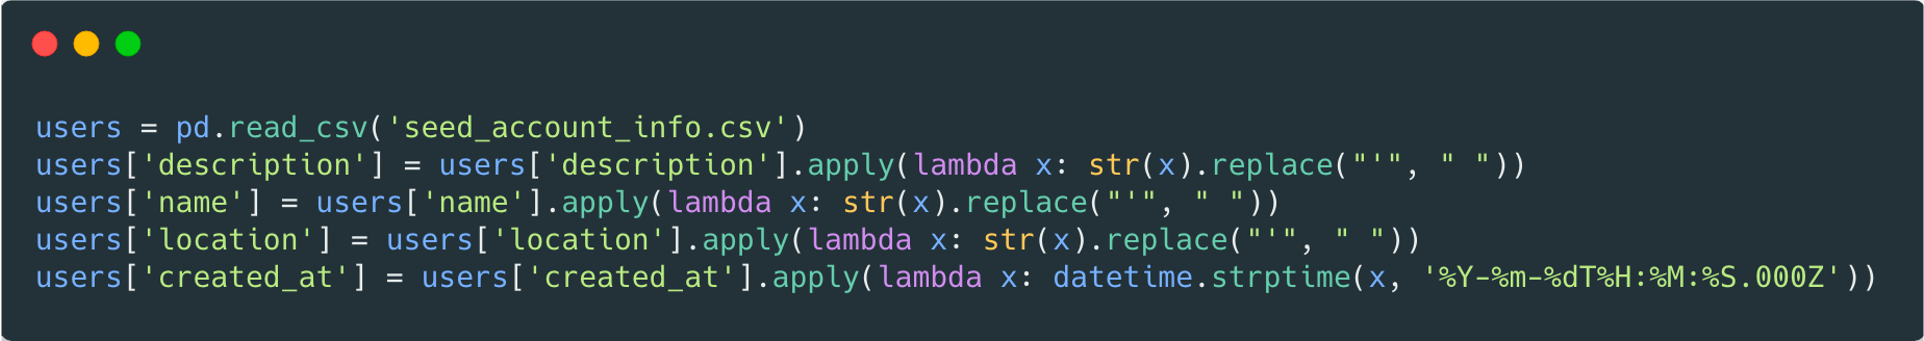 users = pd.read_csv('seed_account_info.csv')
users['description'] = users['description'].apply(lambda x: str(x).replace("'", " "))
users['name'] = users['name'].apply(lambda x: str(x).replace("'", " "))
users['location'] = users['location'].apply(lambda x: str(x).replace("'", " "))
users['created_at'] = users['created_at'].apply(lambda x: datetime.strptime(x, '%Y-%m-%dT%H:%M:%S.000Z'))